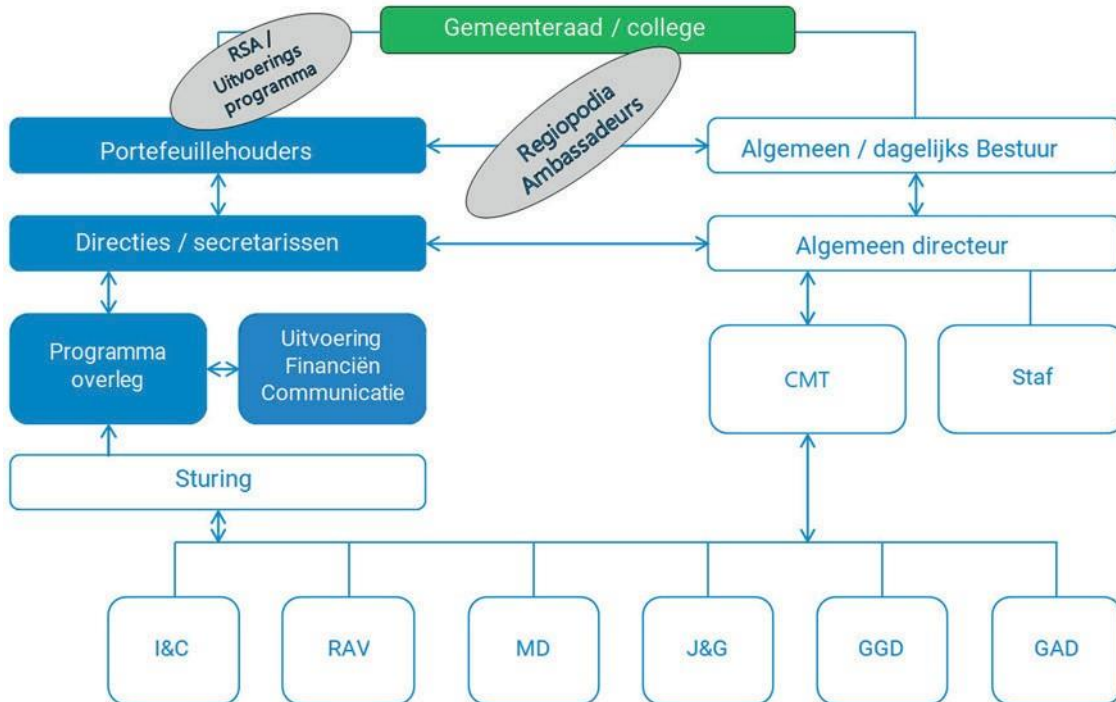 Gemeenteraad / college
RSA /
Uitvoerings
programma
Regiopodia
Ambassadeurs
Portefeuillehouders
Algemeen / dagelijks Bestuur
Directies / secretarissen
Algemeen directeur
Programma
overleg
Uitvoering
Financiën
Communicatie
CMT
Staf
Sturing
I&C
RAV
MD
J&G
GGD
GAD